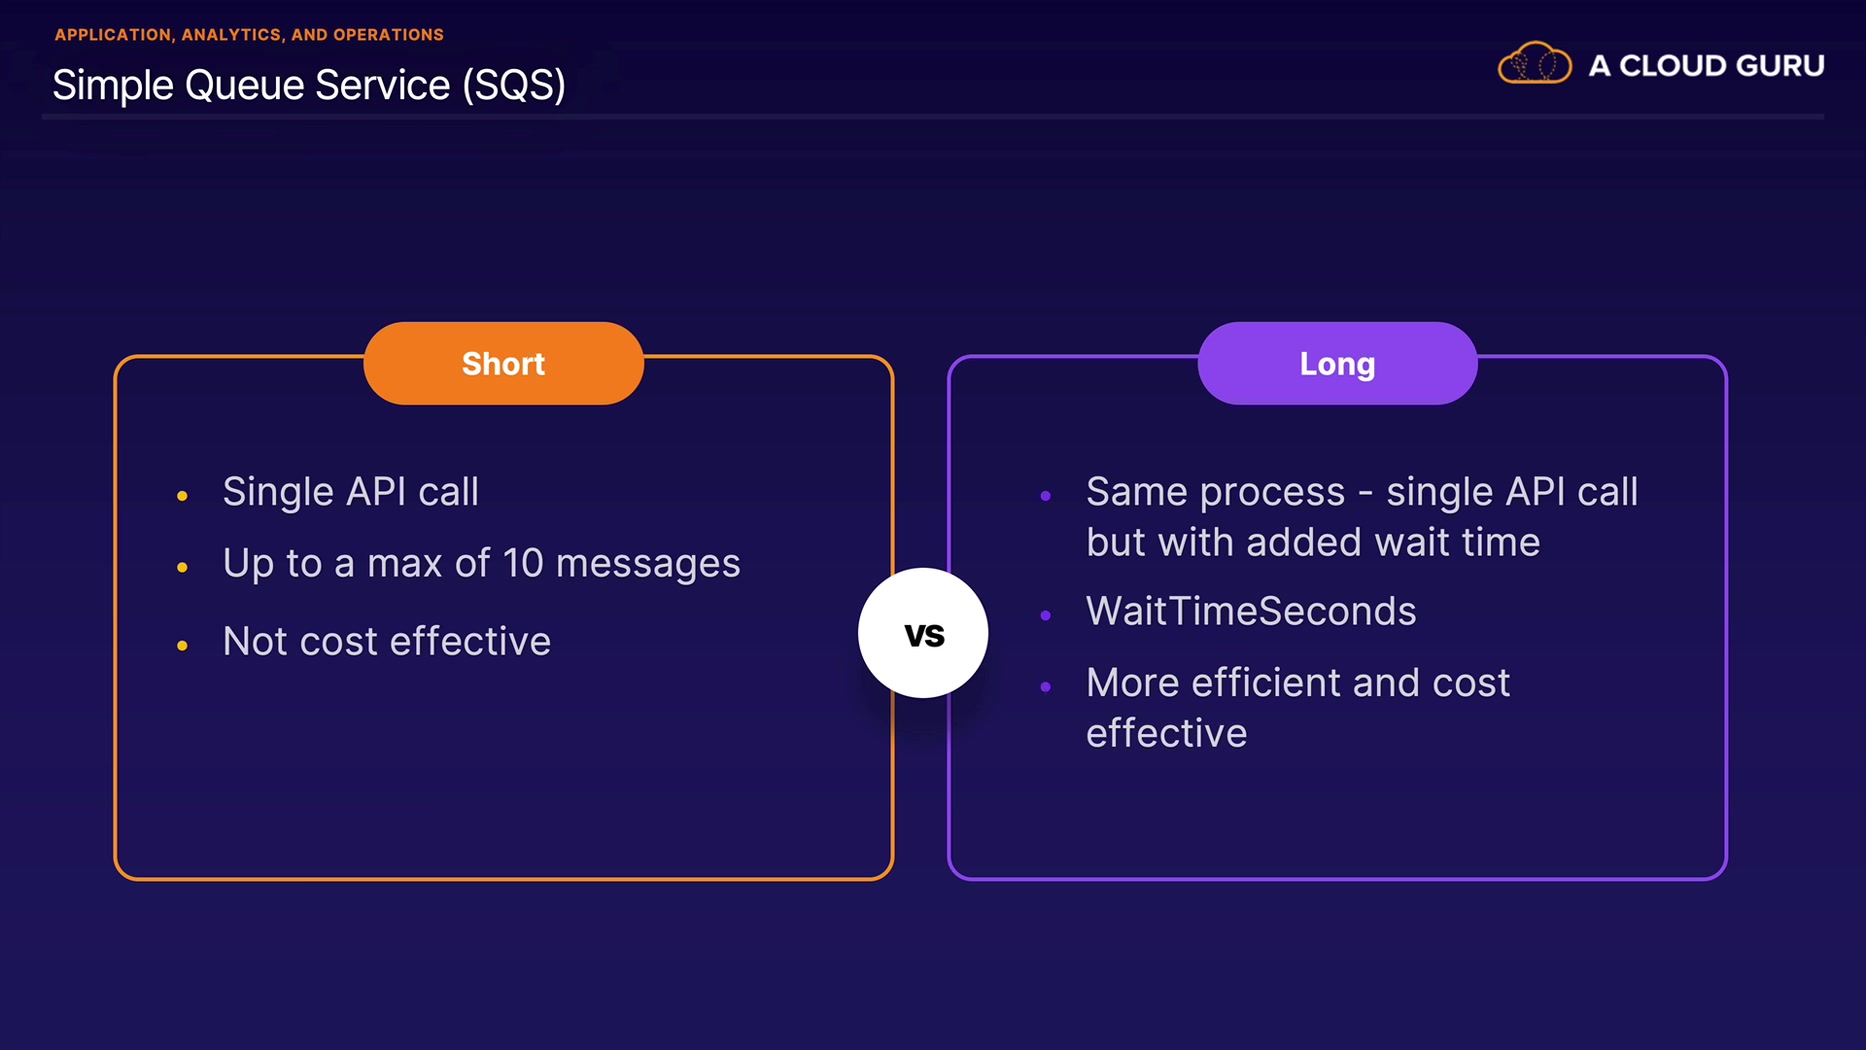 APPLICATION, ANALYTICS, AND OPERATIONS
Simple Queue Service (SQS)
A CLOUD GURU
Short
Single API call
Up to a max of 10 messages
Not cost effective
vs
Long
Same process - single API call
but with added wait time
WaitTimeSeconds
More efficient and cost
effective